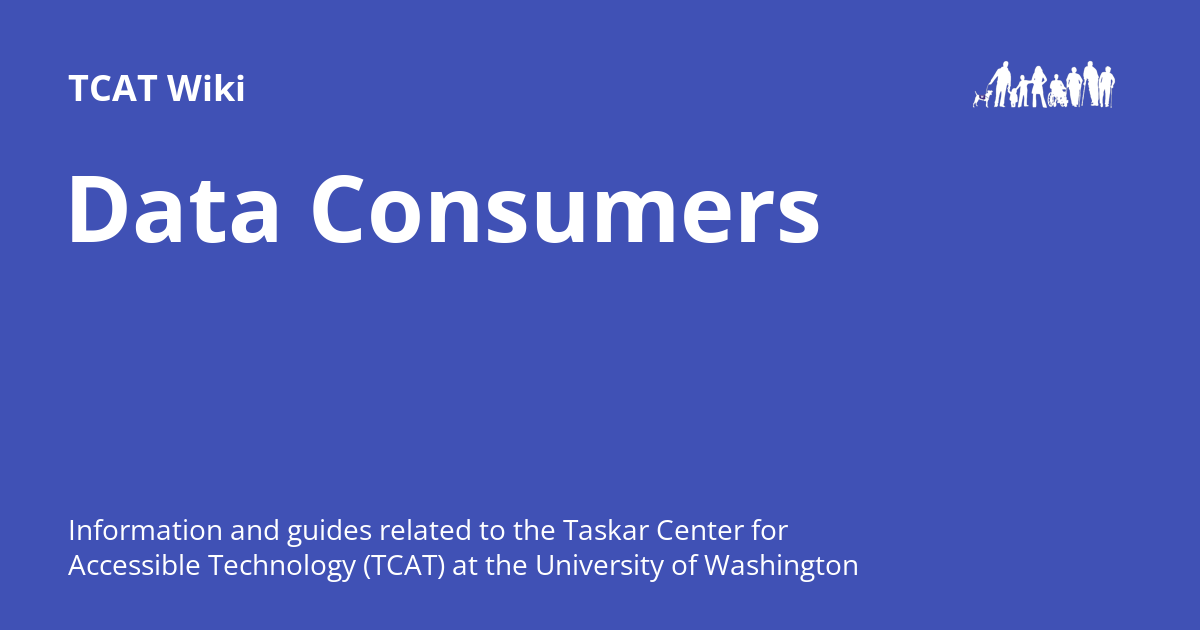 TCAT Wiki
Data Consumers
Information and guides related to the Taskar Center for
Accessible Technology (TCAT) at the University of Washington